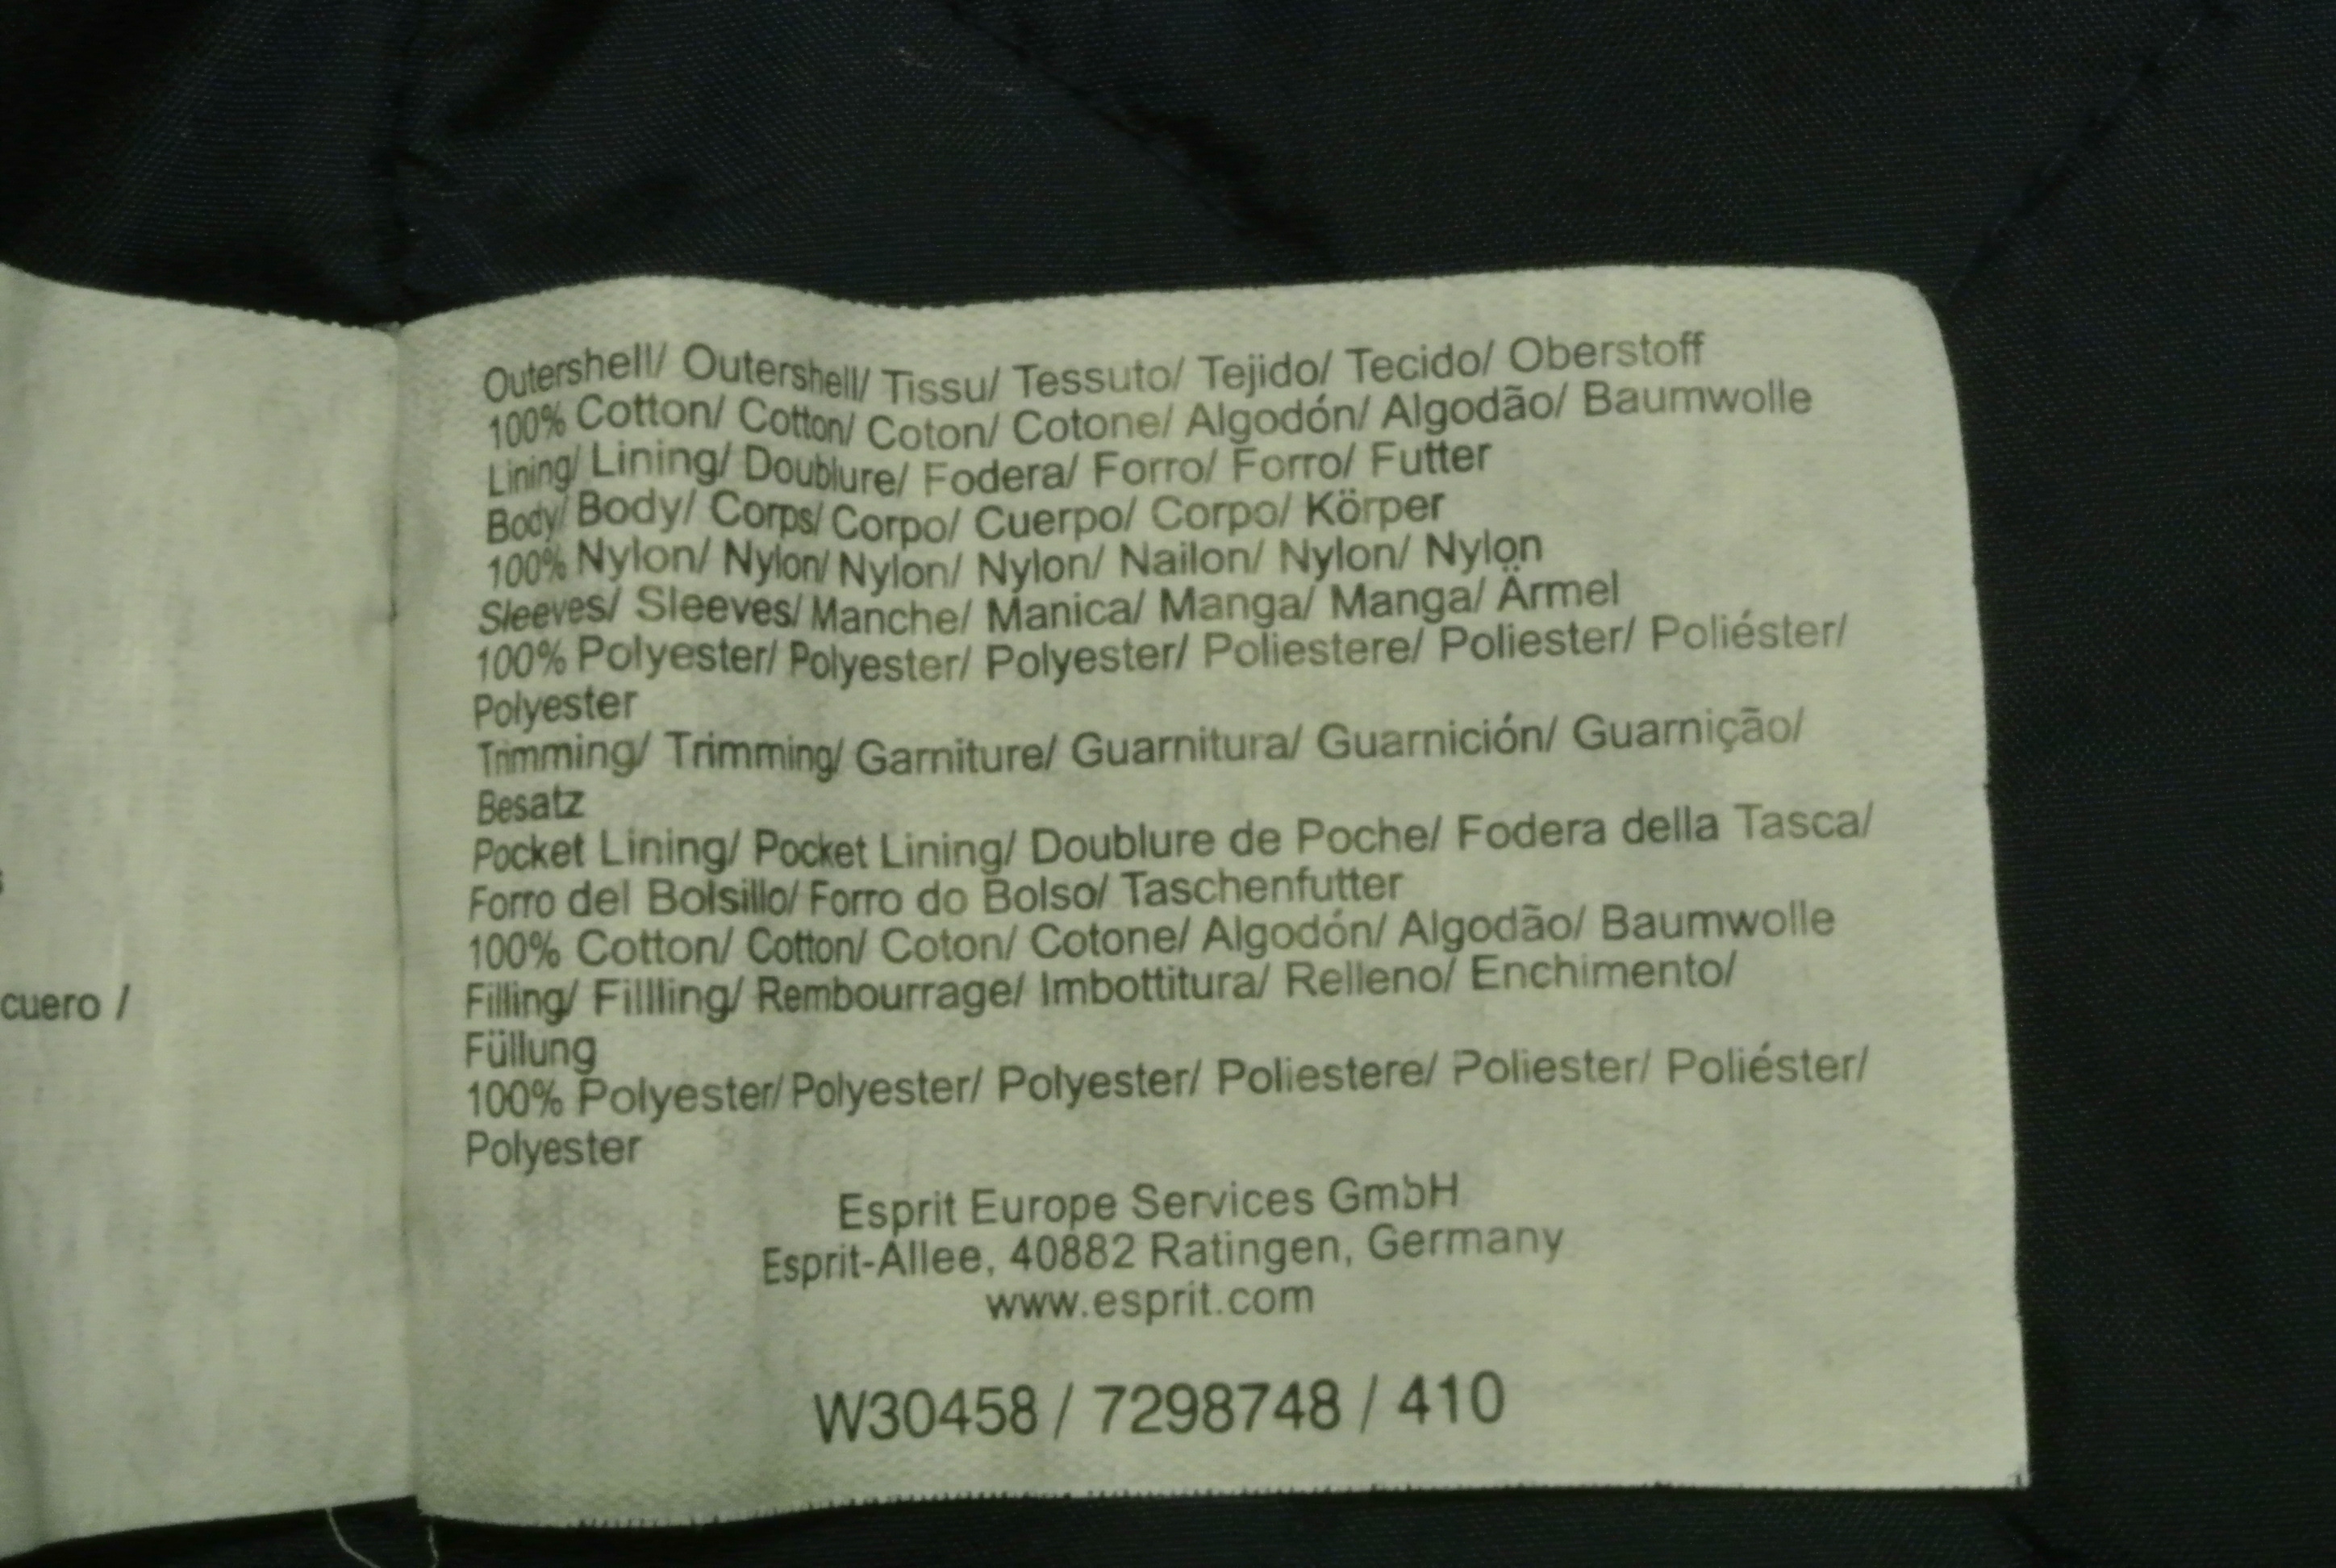 Outershell/ Outershell/ Tissu/ Tessuto/ Tejido/ Tecido/ Oberstoff
100% Cotton/ Cotton/ Coton/ Cotone/ Algodón/ Algodão/ Baumwolle
Lining/ Lining/ Doublure/ Fodera/ Forro/ Forro/ Futter
Body/ Body/ Corps/ Corpo/ Cuerpo/ Corpo/ Körper
100% Nylon/ Nylon/ Nylon/ Nylon/ Nailon/ Nylon/ Nylon
Sleeves/ Sleeves/ Manche/ Manica/ Manga/ Manga/ Ärmel
100% Polyester/ Polyester/ Polyester/ Poliestere/ Poliester/ Poliéster/
Polyester
Trimming/ Trimming/ Garniture/ Guarnitura/ Guarnición/ Guarnição/
Besatz
Pocket Lining/ Pocket Lining/ Doublure de Poche/ Fodera della Tasca/
Forro del Bolsillo/ Forro do Bolso/ Taschenfutter
100% Cotton/ Cotton/ Coton/ Cotone/ Algodón/ Algodão/ Baumwolle
Filling/ Fillling/ Rembourrage/ Imbottitura/ Relleno/ Enchimento/
Füllung
100% Polyester/ Polyester/ Polyester/ Poliestere/ Poliester/ Poliéster/
Polyester
Esprit Europe Services GmbH
Esprit-Allee, 40882 Ratingen, Germany
www.esprit.com
W30458 / 7298748 / 410
cuero /